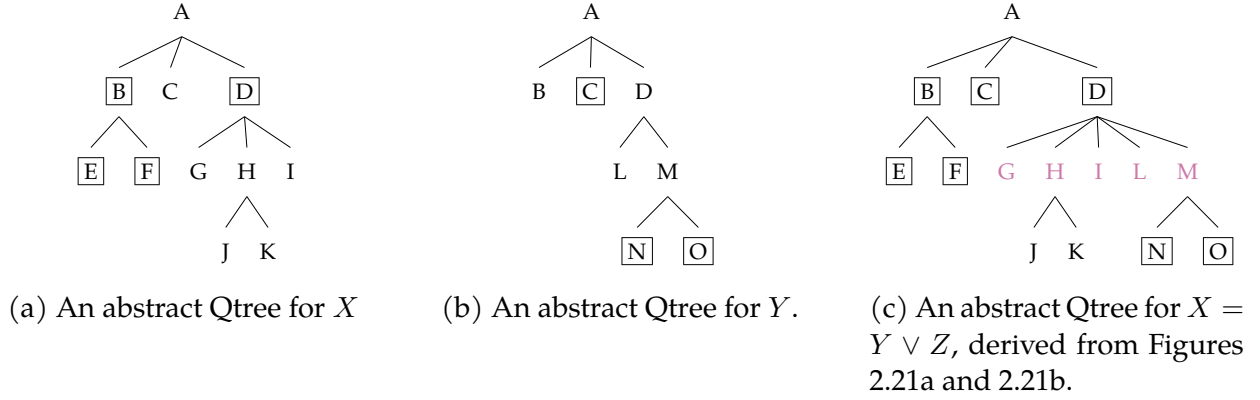 A A A
B C D B C D B C D
E F G H I L M E F G H I L M
J K N O J K N O
(a) An abstract Qtree for X
(b) An abstract Qtree for Y.
(c) An abstract Qtree for X =
Y ∨ Z, derived from Figures
2.21a and 2.21b.